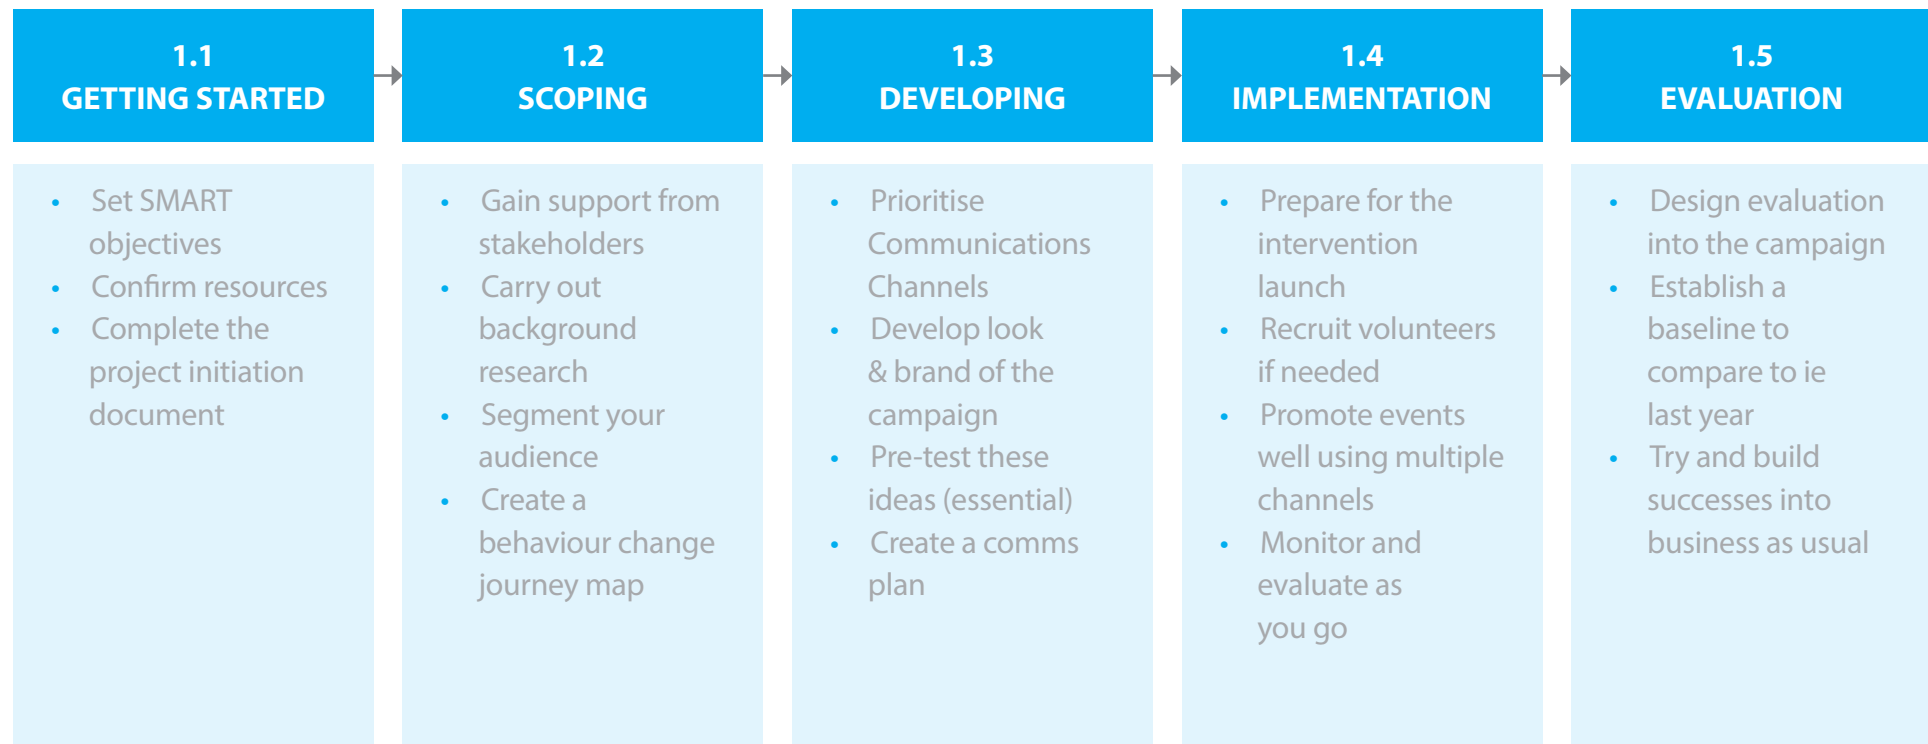 1.1
GETTING STARTED
• Set SMART
objectives
• Confirm resources
• Complete the
project initiation
document
1.2
SCOPING
• Gain support from
stakeholders
• Carry out
background
research
• Segment your
audience
• Create a
behaviour change
journey map
1.3
DEVELOPING
• Prioritise
Communications
Channels
• Develop look
& brand of the
campaign
• Pre-test these
ideas (essential)
• Create a comms
plan
1.4
IMPLEMENTATION
• Prepare for the
intervention
launch
• Recruit volunteers
if needed
• Promote events
well using multiple
channels
• Monitor and
evaluate as
you go
1.5
EVALUATION
• Design evaluation
into the campaign
• Establish a
baseline to
compare to ie
last year
• Try and build
successes into
business as usual